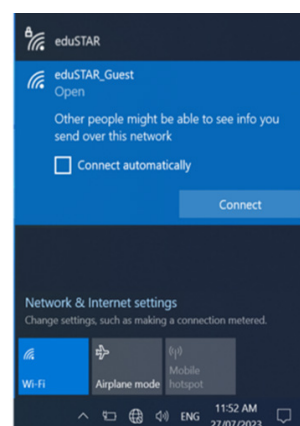 eduSTAR
eduSTAR_Guest
Open
Other people might be able to see info you
send over this network
Connect automatically
Connect
Network & Internet settings
Change settings, such as making a connection metered.
Wi-Fi
Airplane mode
Mobile
hotspot
ENG
11:52 AM
27/07/2023